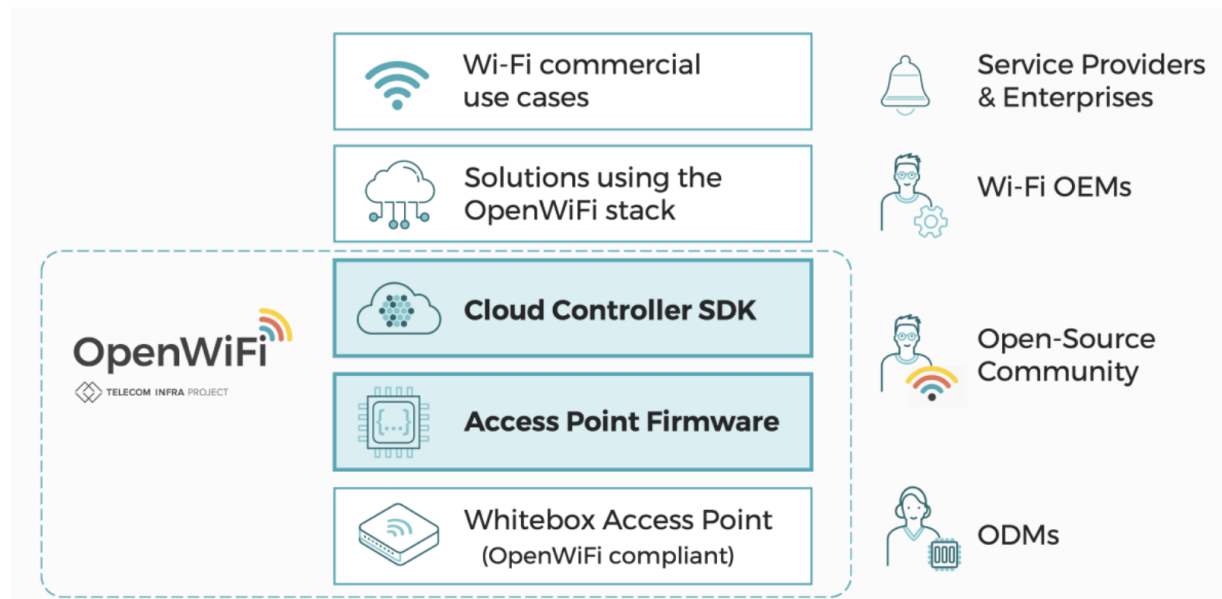 Wi-Fi commercial
use cases
Service Providers
& Enterprises
Solutions using the
OpenWiFi stack
Wi-Fi OEMs
OpenWiFi
TELECOM INFRA PROJECT
Cloud Controller SDK
Open-Source
Community
{...}
Access Point Firmware
Whitebox Access Point
(OpenWiFi compliant)
ODMs